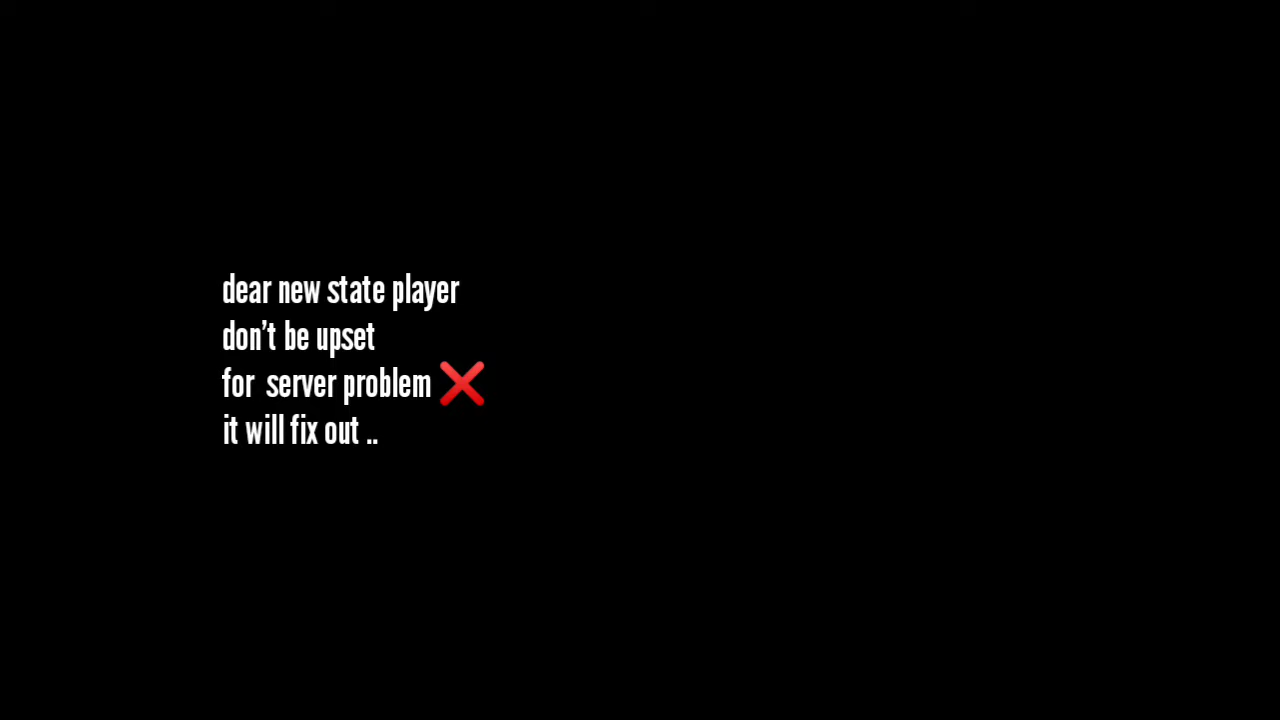 dear new state player
don't be upset
for server problem ❌
it will fix out ..